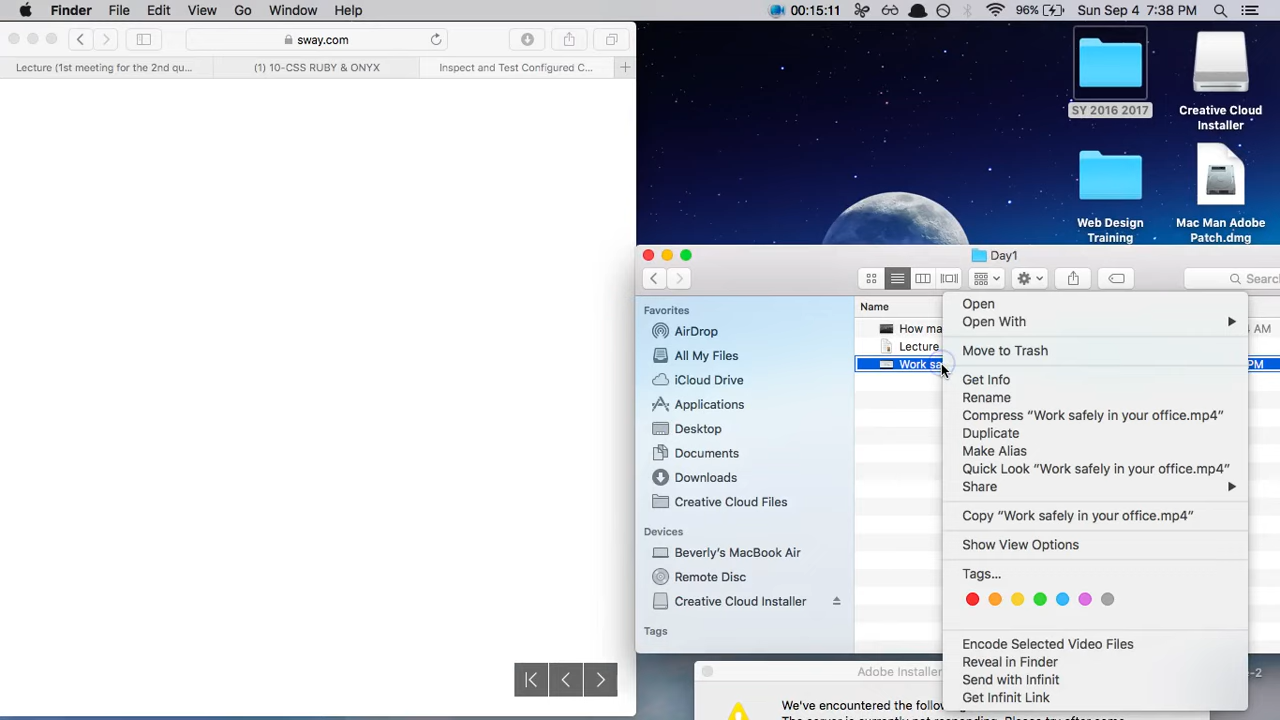 Finder File Edit View Go Window Help 00:15:11 96% Sun Sep 4 7:38 PM
sway.com
Lecture (1st meeting for the 2nd qu... (1) 10-CSS RUBY & ONYX Inspect and Test Configured C... +
SY 2016 2017
Creative Cloud
Installer
Web Design
Training
Mac Man Adobe
Patch.dmg
Day1
Search
Favorites
AirDrop
All My Files
iCloud Drive
Applications
Desktop
Documents
Downloads
Creative Cloud Files
Devices
Beverly's MacBook Air
Remote Disc
Creative Cloud Installer
Tags
Name
How ma
AM
Lecture
Work sa
PM
Open
Open With
Move to Trash
Get Info
Rename
Compress “Work safely in your office.mp4”
Duplicate
Make Alias
Quick Look “Work safely in your office.mp4”
Share
Copy “Work safely in your office.mp4”
Show View Options
Tags...
Encode Selected Video Files
Reveal in Finder
Send with Infinit
Get Infinit Link
Adobe Installer
-2
We've encountered the follow